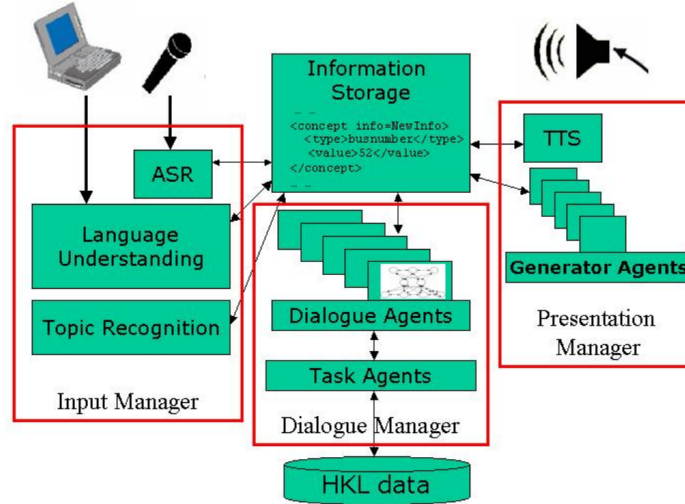 Information
Storage
_ _
<concept info=NewInfo>
<type>busnumber</type>
<value>52</value>
</concept>
_ _
ASR
Language
Understanding
Topic Recognition
Input Manager
Dialogue Agents
Task Agents
Dialogue Manager
HKL data
TTS
Generator Agents
Presentation
Manager